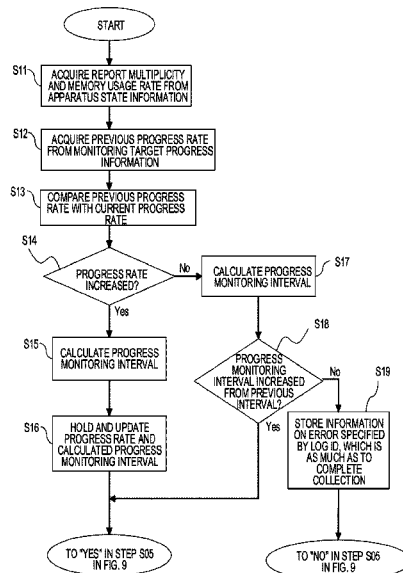 START
S11
ACQUIRE REPORT MULTIPLICITY
AND MEMORY USAGE RATE FROM
APPARATUS STATE INFORMATION
S12
ACQUIRE PREVIOUS PROGRESS RATE
FROM MONITORING TARGET PROGRESS
INFORMATION
S13
COMPARE PREVIOUS PROGRESS
RATE WITH CURRENT PROGRESS
RATE
S14
PROGRESS RATE
INCREASED?
No
Yes
S17
CALCULATE PROGRESS
MONITORING INTERVAL
S15
CALCULATE PROGRESS
MONITORING INTERVAL
S18
PROGRESS
MONITORING
INTERVAL INCREASED
FROM PREVIOUS
INTERVAL?
No
Yes
S16
HOLD AND UPDATE
PROGRESS RATE AND
CALCULATED PROGRESS
MONITORING INTERVAL
S19
STORE INFORMATION
ON ERROR SPECIFIED
BY LOG ID, WHICH IS
AS MUCH AS TO
COMPLETE
COLLECTION
TO "YES" IN STEP S05
IN FIG. 9
TO "NO" IN STEP S05
IN FIG. 9